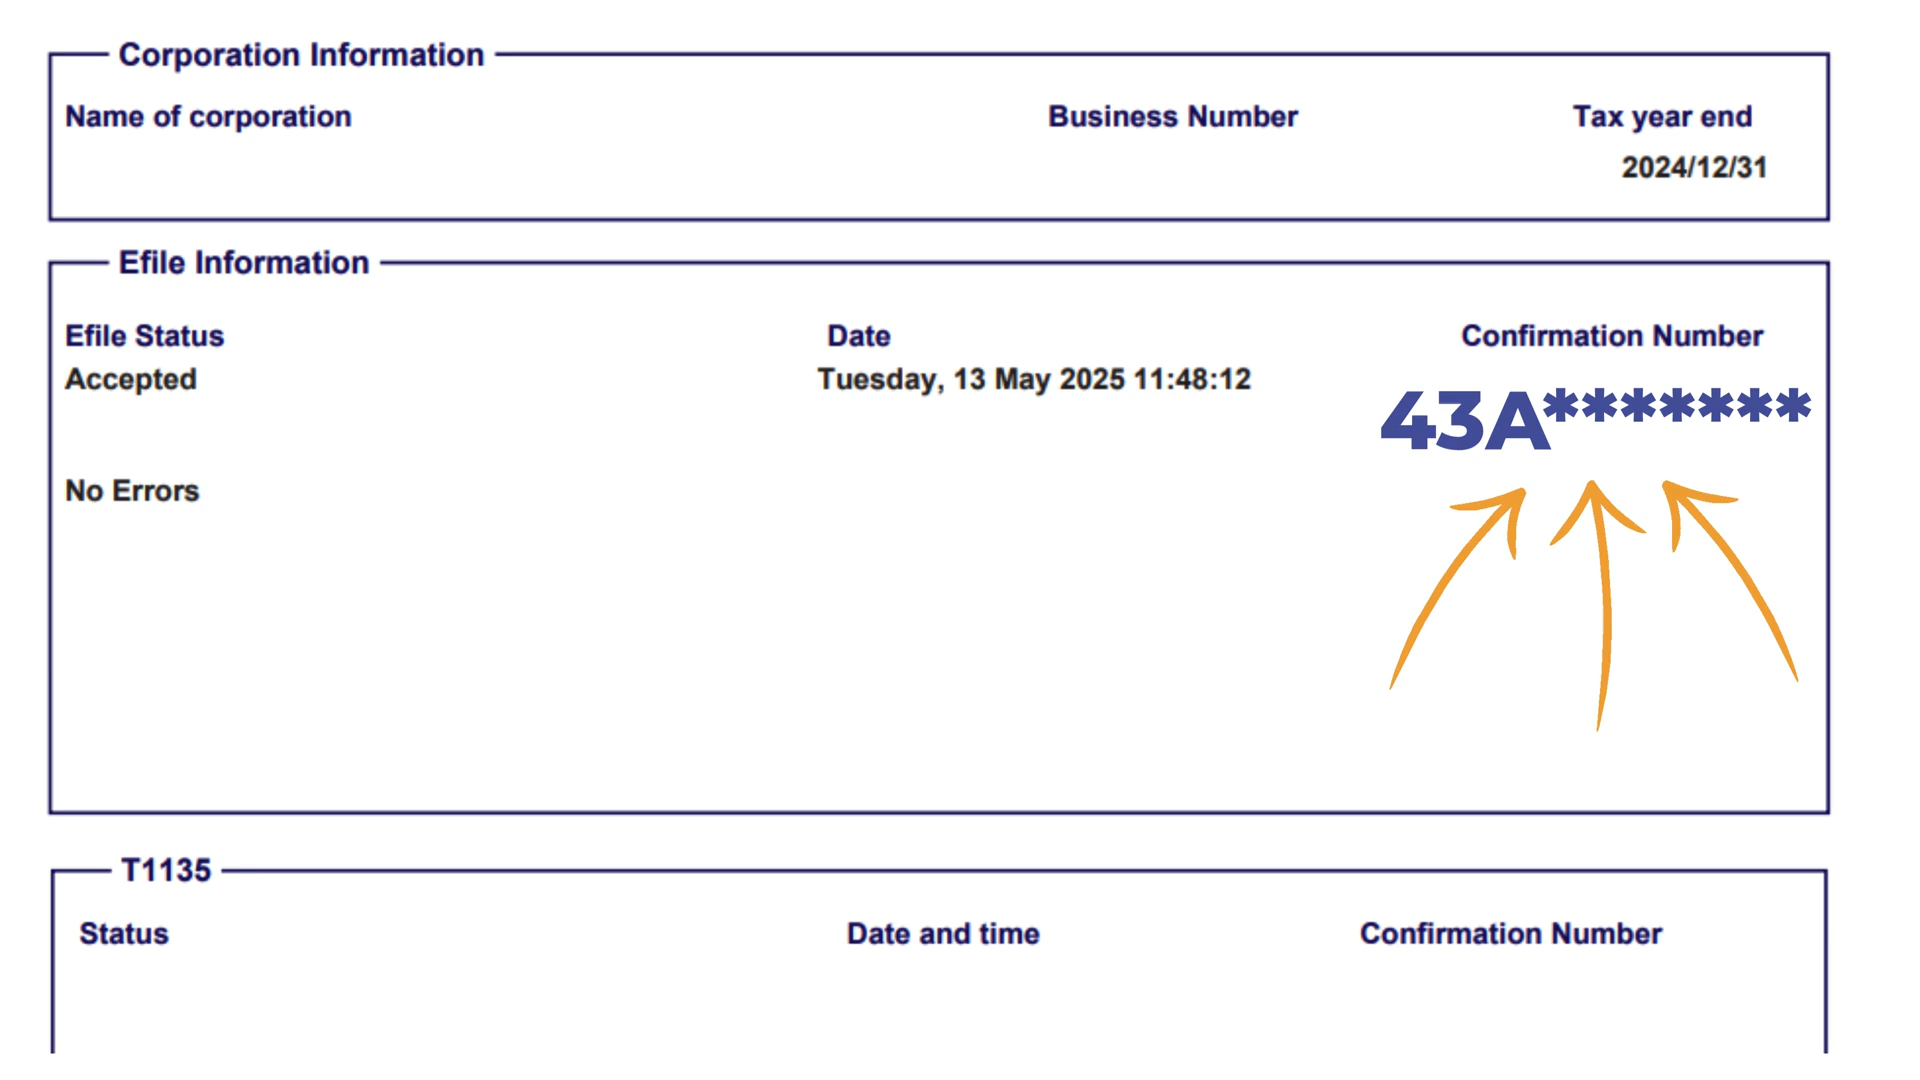 Corporation Information
Name of corporation Business Number Tax year end
2024/12/31
Efile Information
Efile Status Date Confirmation Number
Accepted Tuesday, 13 May 2025 11:48:12
43A*******
No Errors
T1135
Status Date and time Confirmation Number